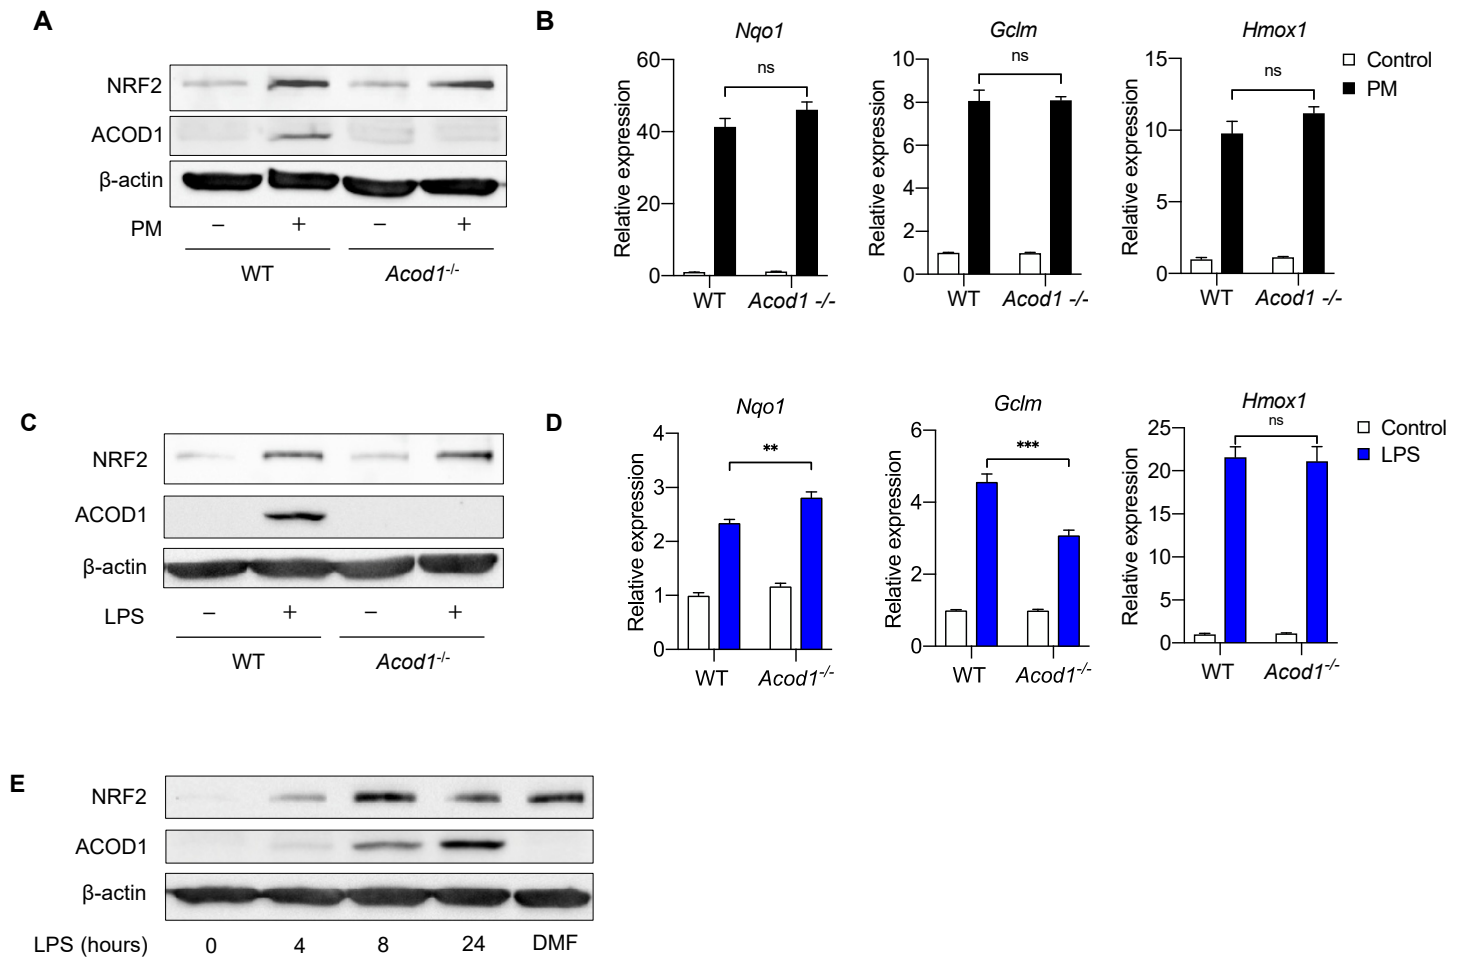 A
NRF2
ACOD1
β-actin
PM
− + − +
WT Acod1-/-
B
Nqo1
Relative expression
60
40
20
0
ns
WT Acod1 -/-
Gclm
Relative expression
10
8
6
4
2
0
ns
WT Acod1 -/-
Hmox1
Relative expression
15
10
5
0
ns
WT Acod1 -/-
Control
PM
C
NRF2
ACOD1
β-actin
LPS
− + − +
WT Acod1-/-
D
Nqo1
Relative expression
4
3
2
1
0
**
WT Acod1-/-
Gclm
Relative expression
6
4
2
0
***
WT Acod1-/-
Hmox1
Relative expression
25
20
15
10
5
0
ns
WT Acod1-/-
Control
LPS
E
NRF2
ACOD1
β-actin
LPS (hours) 0 4 8 24 DMF